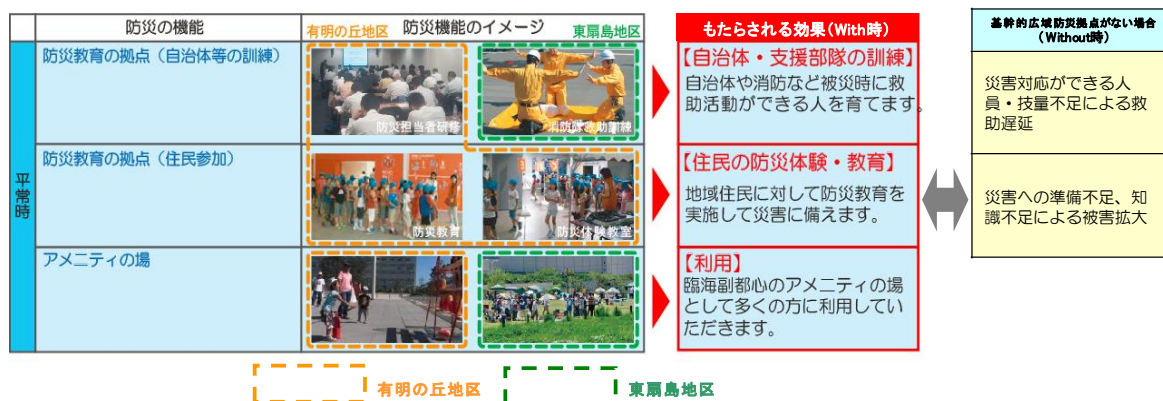 防災の機能
有明の丘地区
防災機能のイメージ
東扇島地区
もたらされる効果(With時)
基幹的広域防災拠点がない場合
(Without時)
平常時
防災教育の拠点（自治体等の訓練）
防災担当者研修
消防隊救助訓練
【自治体・支援部隊の訓練】
自治体や消防など被災時に救
助活動ができる人を育てます。
災害対応ができる人
員・技量不足による救
助遅延
防災教育の拠点（住民参加）
防災教育
防災体験教室
【住民の防災体験・教育】
地域住民に対して防災教育を
実施して災害に備えます。
災害への準備不足、知
識不足による被害拡大
アメニティの場
【利用】
臨海副都心のアメニティの場
として多くの方に利用してい
ただきます。
有明の丘地区
東扇島地区